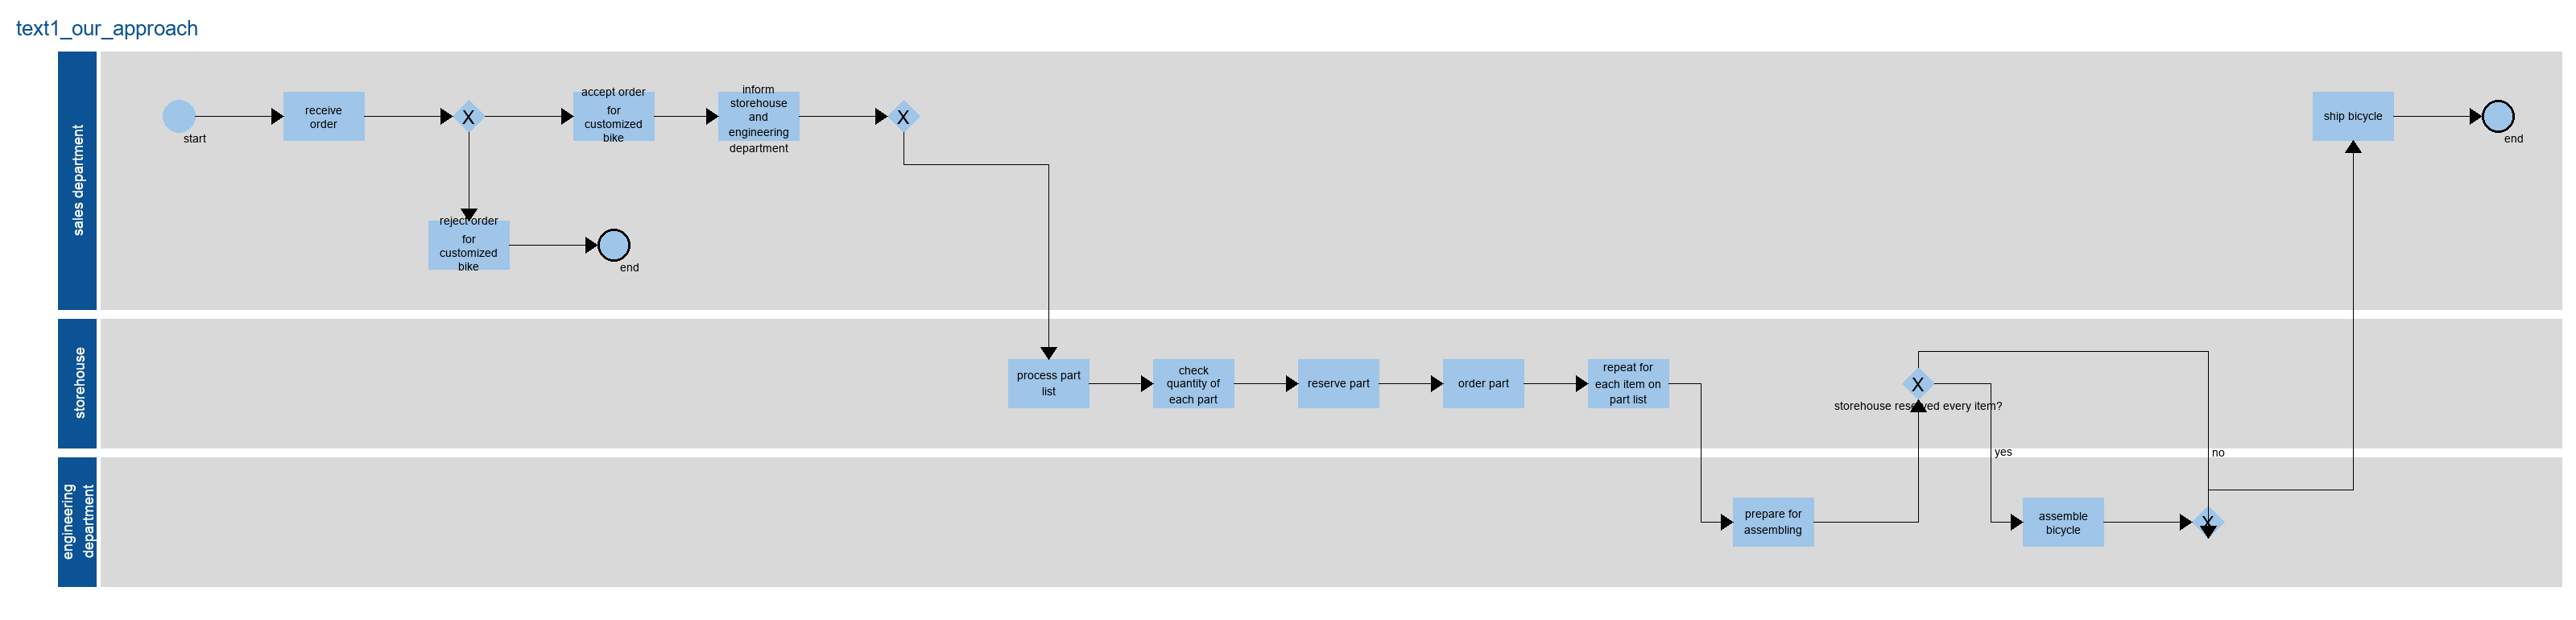 text1_our_approach
sales department
start
receive
order
X
accept order
for
customized
bike
inform
storehouse
and
engineering
department
X
reject order
for
customized
bike
end
ship bicycle
end
storehouse
process part
list
check
quantity of
each part
reserve part
order part
repeat for
each item on
part list
X
storehouse reserved every item?
yes
no
engineering
department
prepare for
assembling
assemble
bicycle
X